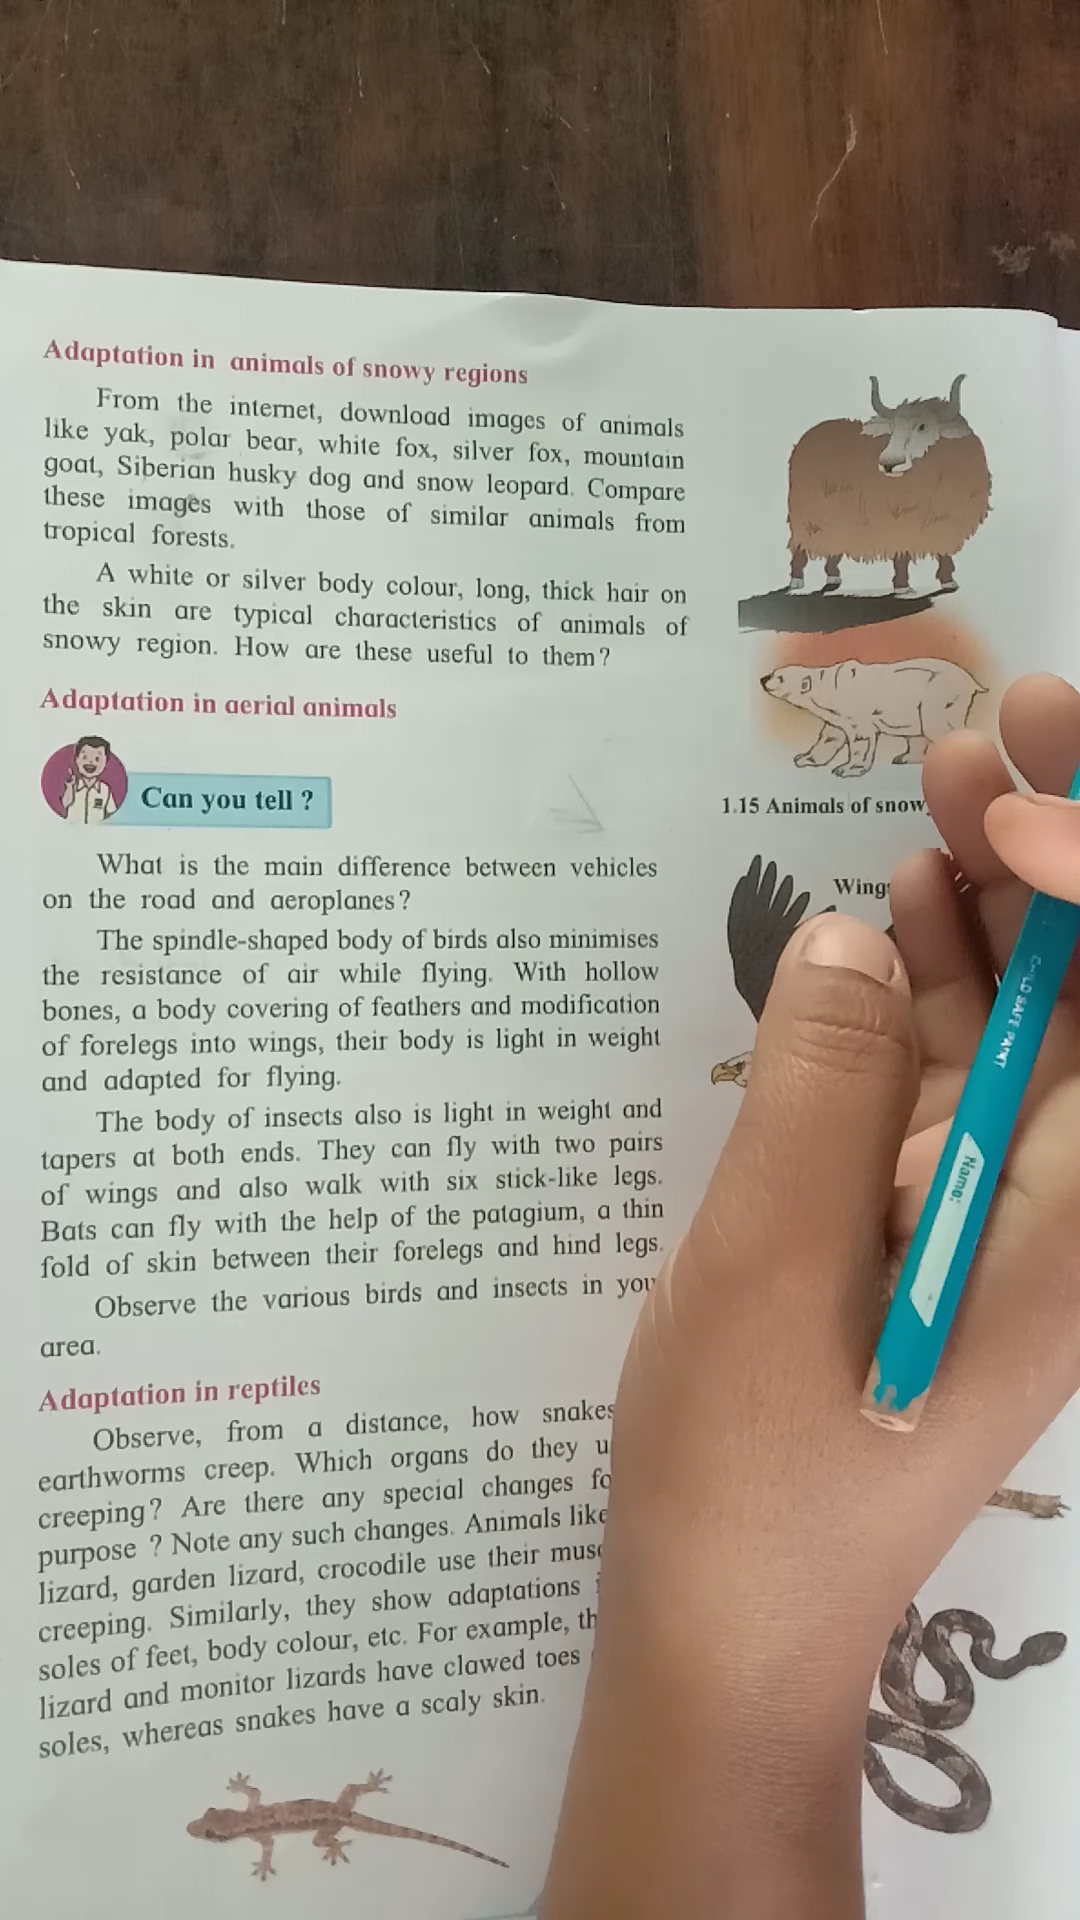 Adaptation in animals of snowy regions
From the internet, download images of animals
like yak, polar bear, white fox, silver fox, mountain
goat, Siberian husky dog and snow leopard. Compare
these images with those of similar animals from
tropical forests.
A white or silver body colour, long, thick hair on
the skin are typical characteristics of animals of
snowy region. How are these useful to them?
Adaptation in aerial animals
Can you tell ?
What is the main difference between vehicles
on the road and aeroplanes?
The spindle-shaped body of birds also minimises
the resistance of air while flying. With hollow
bones, a body covering of feathers and modification
of forelegs into wings, their body is light in weight
and adapted for flying.
The body of insects also is light in weight and
tapers at both ends. They can fly with two pairs
of wings and also walk with six stick-like legs.
Bats can fly with the help of the patagium, a thin
fold of skin between their forelegs and hind legs.
Observe the various birds and insects in
area.
Adaptation in reptiles
Observe, from a distance, how snakes
earthworms creep. Which organs do they
creeping? Are there any special changes
purpose ? Note any such changes. Animals like
lizard, garden lizard, crocodile use their
creeping. Similarly, they show adaptations
soles of feet, body colour, etc. For example,
lizard and monitor lizards have clawed toes
soles, whereas snakes have a scaly skin.
1.15 Animals of
CHILD SAFE PAINT
Name: